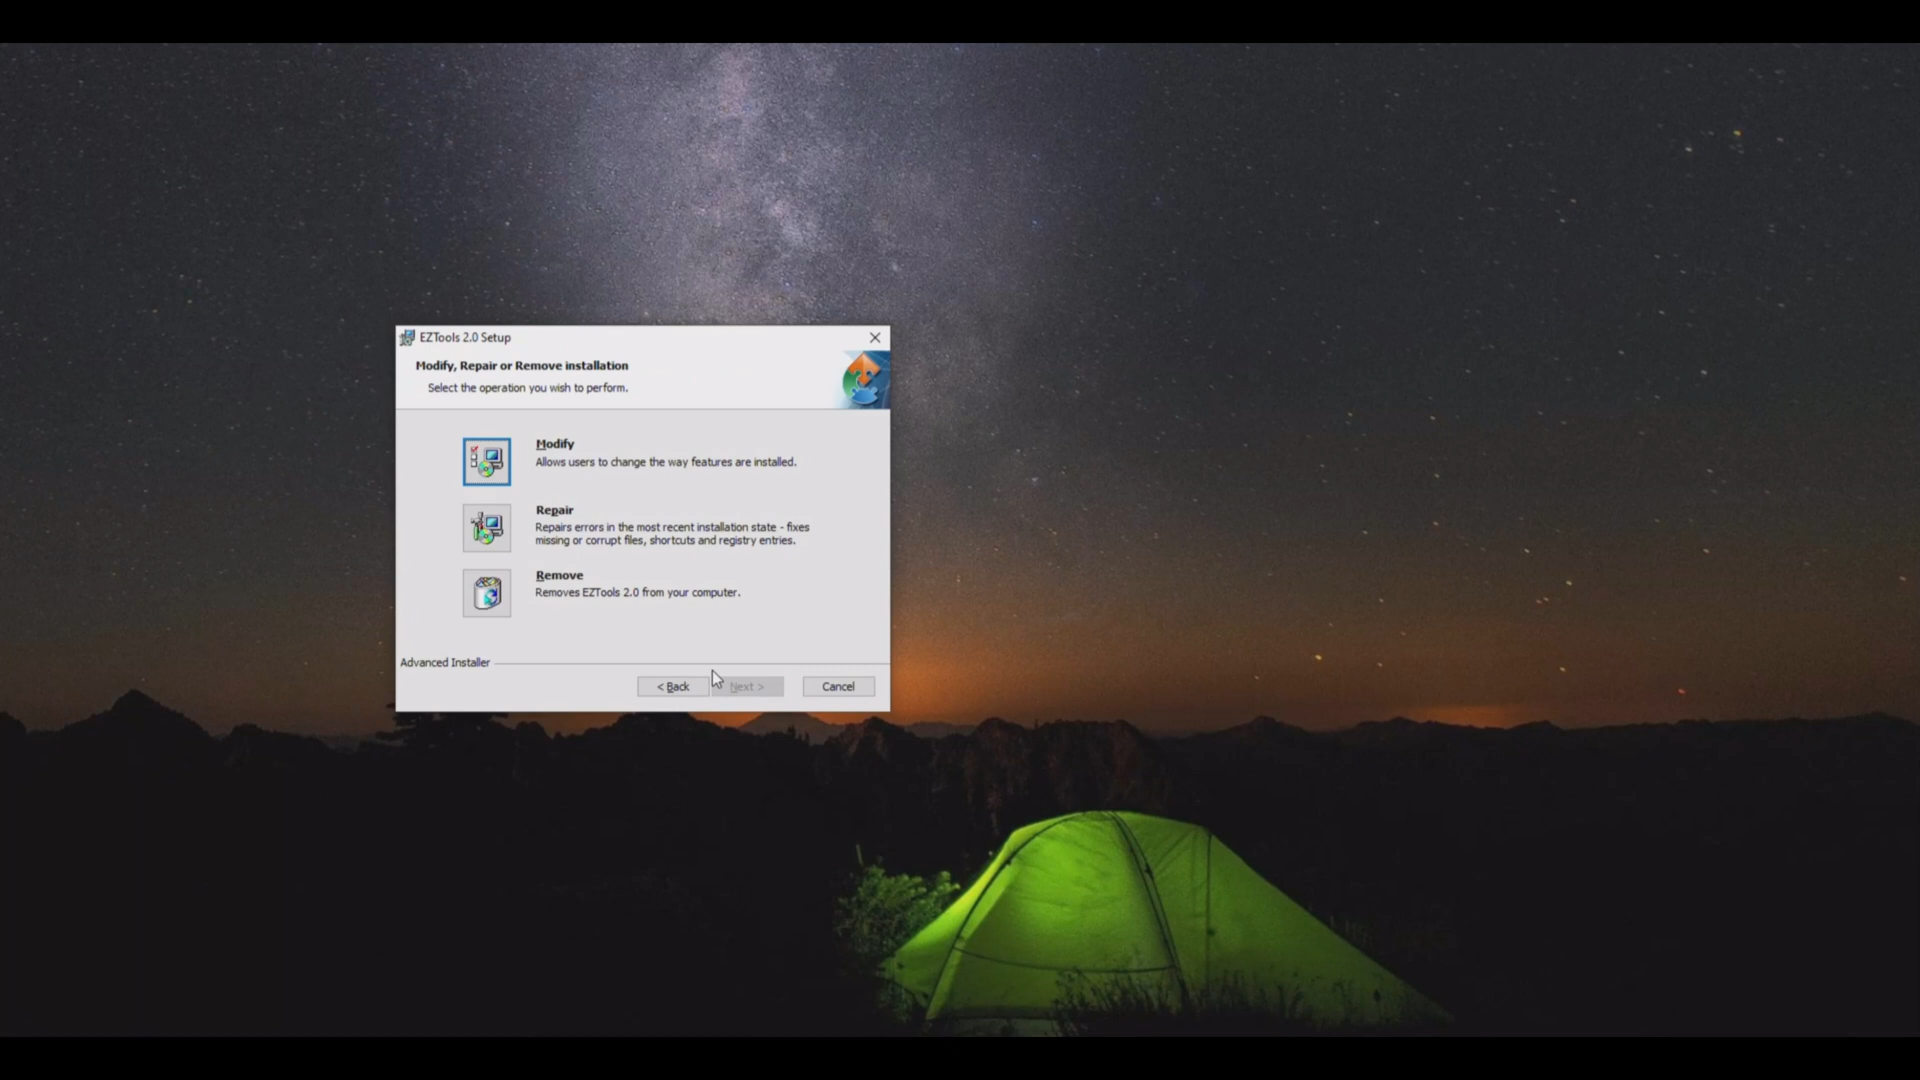 EZTools 2.0 Setup
Modify, Repair or Remove installation
Select the operation you wish to perform.
Modify
Allows users to change the way features are installed.
Repair
Repairs errors in the most recent installation state - fixes
missing or corrupt files, shortcuts and registry entries.
Remove
Removes EZTools 2.0 from your computer.
Advanced Installer
< Back
Next >
Cancel